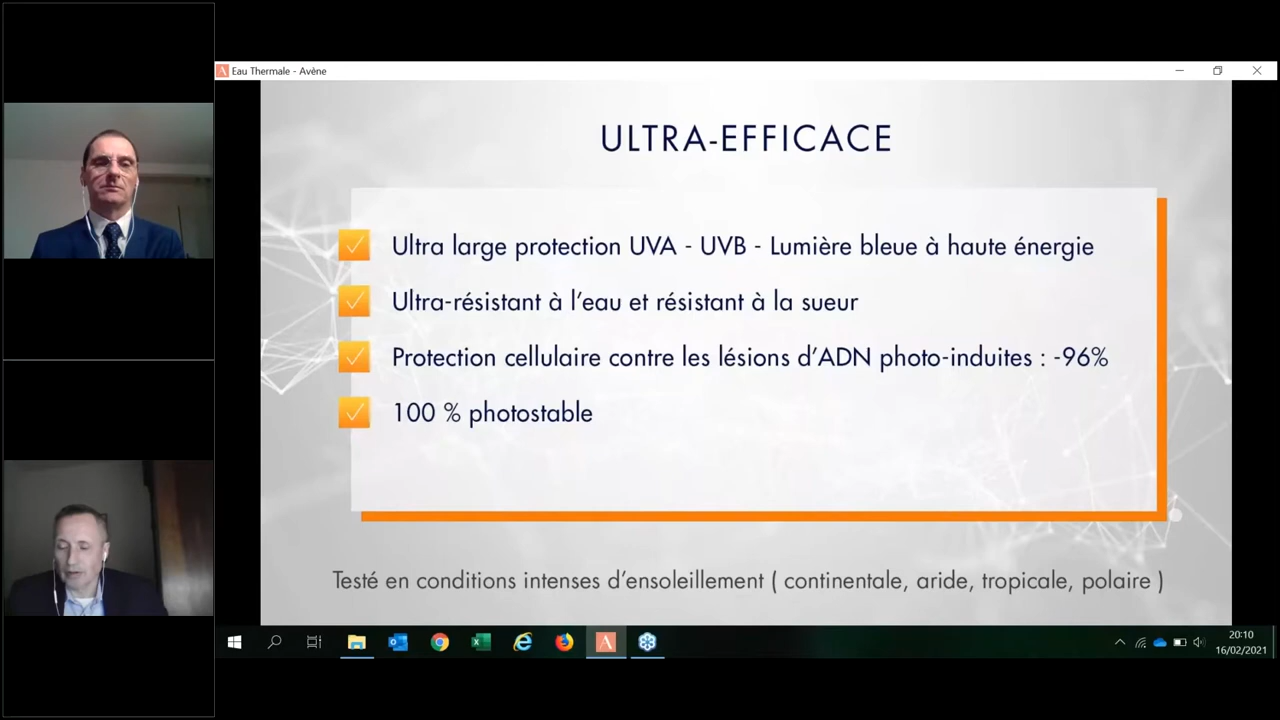 Eau Thermale - Avène
ULTRA-EFFICACE
Ultra large protection UVA - UVB - Lumière bleue à haute énergie
Ultra-résistant à l’eau et résistant à la sueur
Protection cellulaire contre les lésions d’ADN photo-induites : -96%
100 % photostable
Testé en conditions intenses d’ensoleillement ( continentale, aride, tropicale, polaire )
20:10
16/02/2021